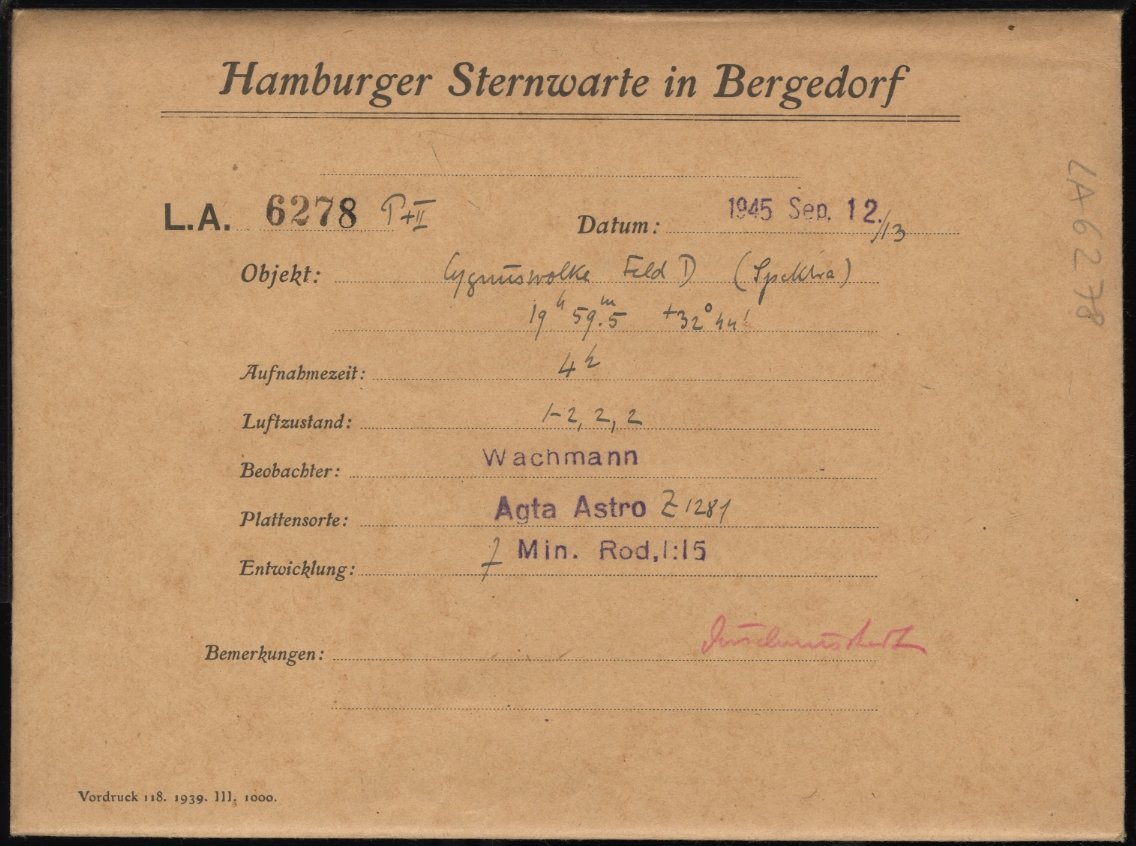 Hamburger Sternwarte in Bergedorf
L.A. 6278 I+II Datum: 1945 Sep. 12./13
Objekt: Cygnuswolke Feld D (Spektra)
19h 59.m5 +32° 44'
Aufnahmezeit: 4h
Luftzustand: 1-2, 2, 2
Beobachter: Wachmann
Plattensorte: Agfa Astro Z 1281
Entwicklung: 7 Min. Rod, 1:15
Bemerkungen:
Vordruck 118. 1939. III. 1000.
LA 6278